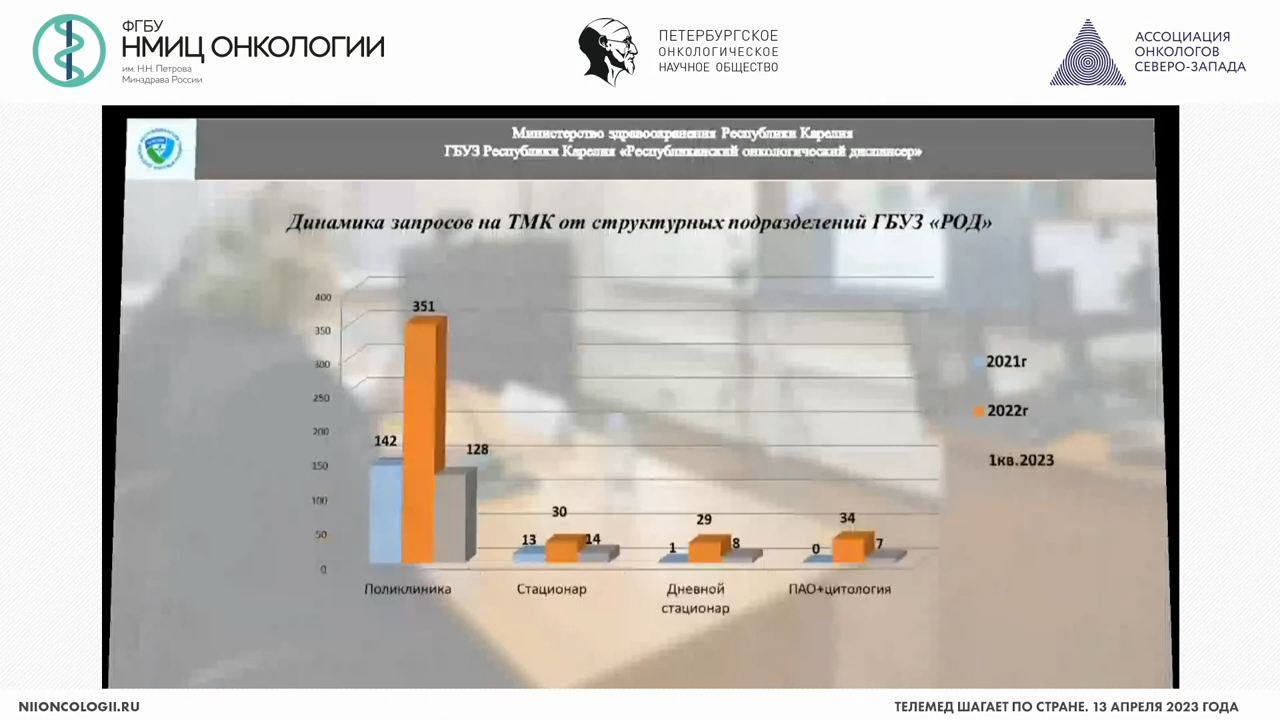 ФГБУ
НМИЦ ОНКОЛОГИИ
им. Н.Н. Петрова
Минздрава России
ПЕТЕРБУРГСКОЕ
ОНКОЛОГИЧЕСКОЕ
НАУЧНОЕ ОБЩЕСТВО
АССОЦИАЦИЯ
ОНКОЛОГОВ
СЕВЕРО-ЗАПАДА
Министерство здравоохранения Республики Карелия
ГБУЗ Республики Карелия «Республиканский онкологический диспансер»
Динамика запросов на ТМК от структурных подразделений ГБУЗ «РОД»
400
350
300
250
200
150
100
50
0
142
351
128
13
30
14
1
29
8
0
34
7
Поликлиника
Стационар
Дневной
стационар
ПАО+цитология
2021г
2022г
1кв.2023
NIIONCOLOGII.RU
ТЕЛЕМЕД ШАГАЕТ ПО СТРАНЕ. 13 АПРЕЛЯ 2023 ГОДА